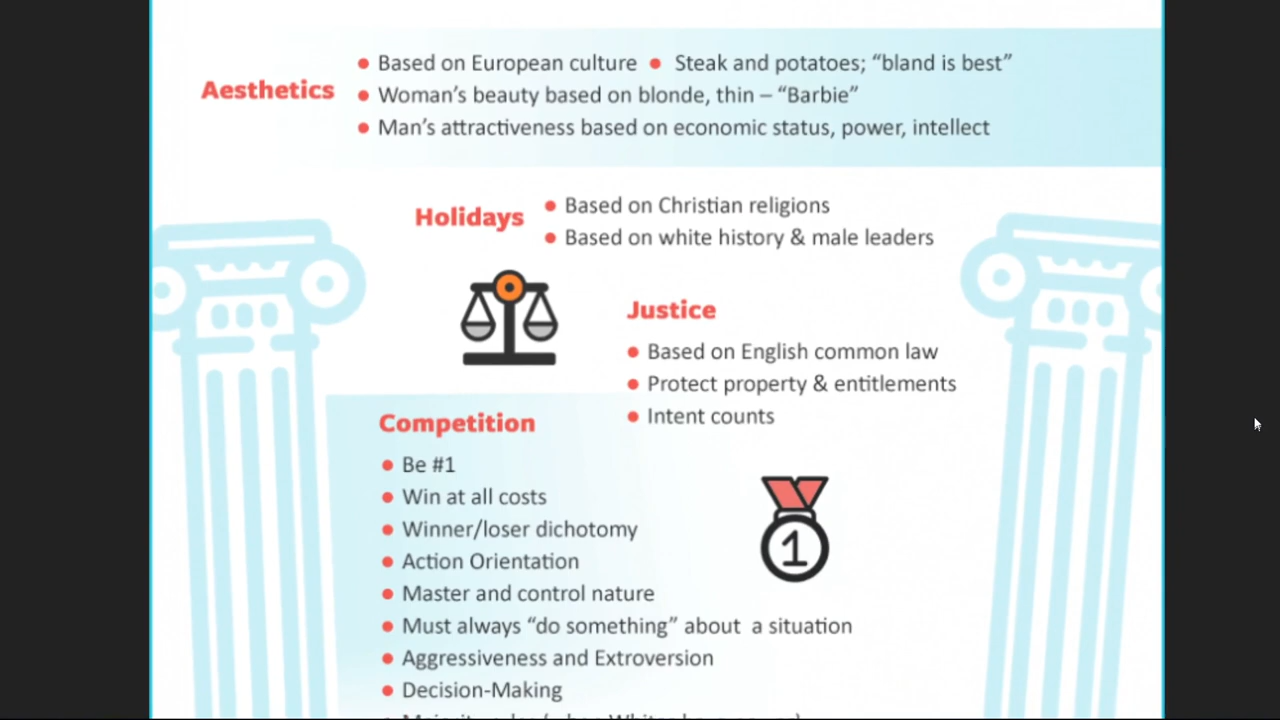 Aesthetics
• Based on European culture • Steak and potatoes; “bland is best”
• Woman’s beauty based on blonde, thin – “Barbie”
• Man’s attractiveness based on economic status, power, intellect
Holidays
• Based on Christian religions
• Based on white history & male leaders
Justice
• Based on English common law
• Protect property & entitlements
• Intent counts
Competition
• Be #1
• Win at all costs
• Winner/loser dichotomy
• Action Orientation
• Master and control nature
• Must always “do something” about a situation
• Aggressiveness and Extroversion
• Decision-Making
1